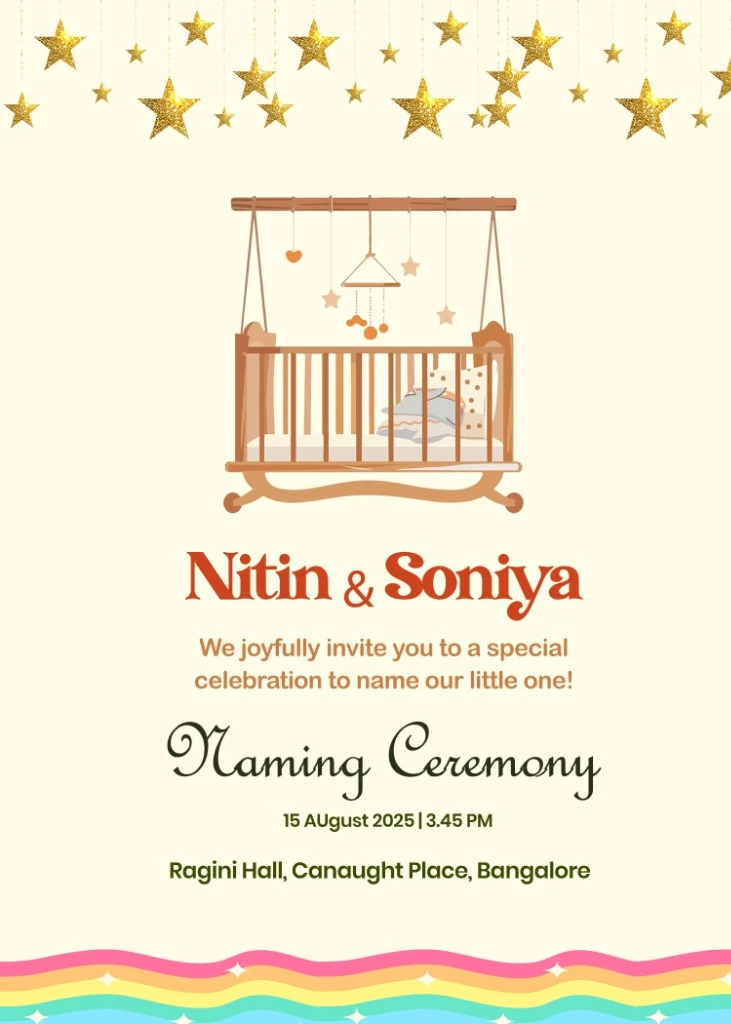 Nitin & Soniya
We joyfully invite you to a special
celebration to name our little one!
Naming Ceremony
15 AUgust 2025 | 3.45 PM
Ragini Hall, Canaught Place, Bangalore